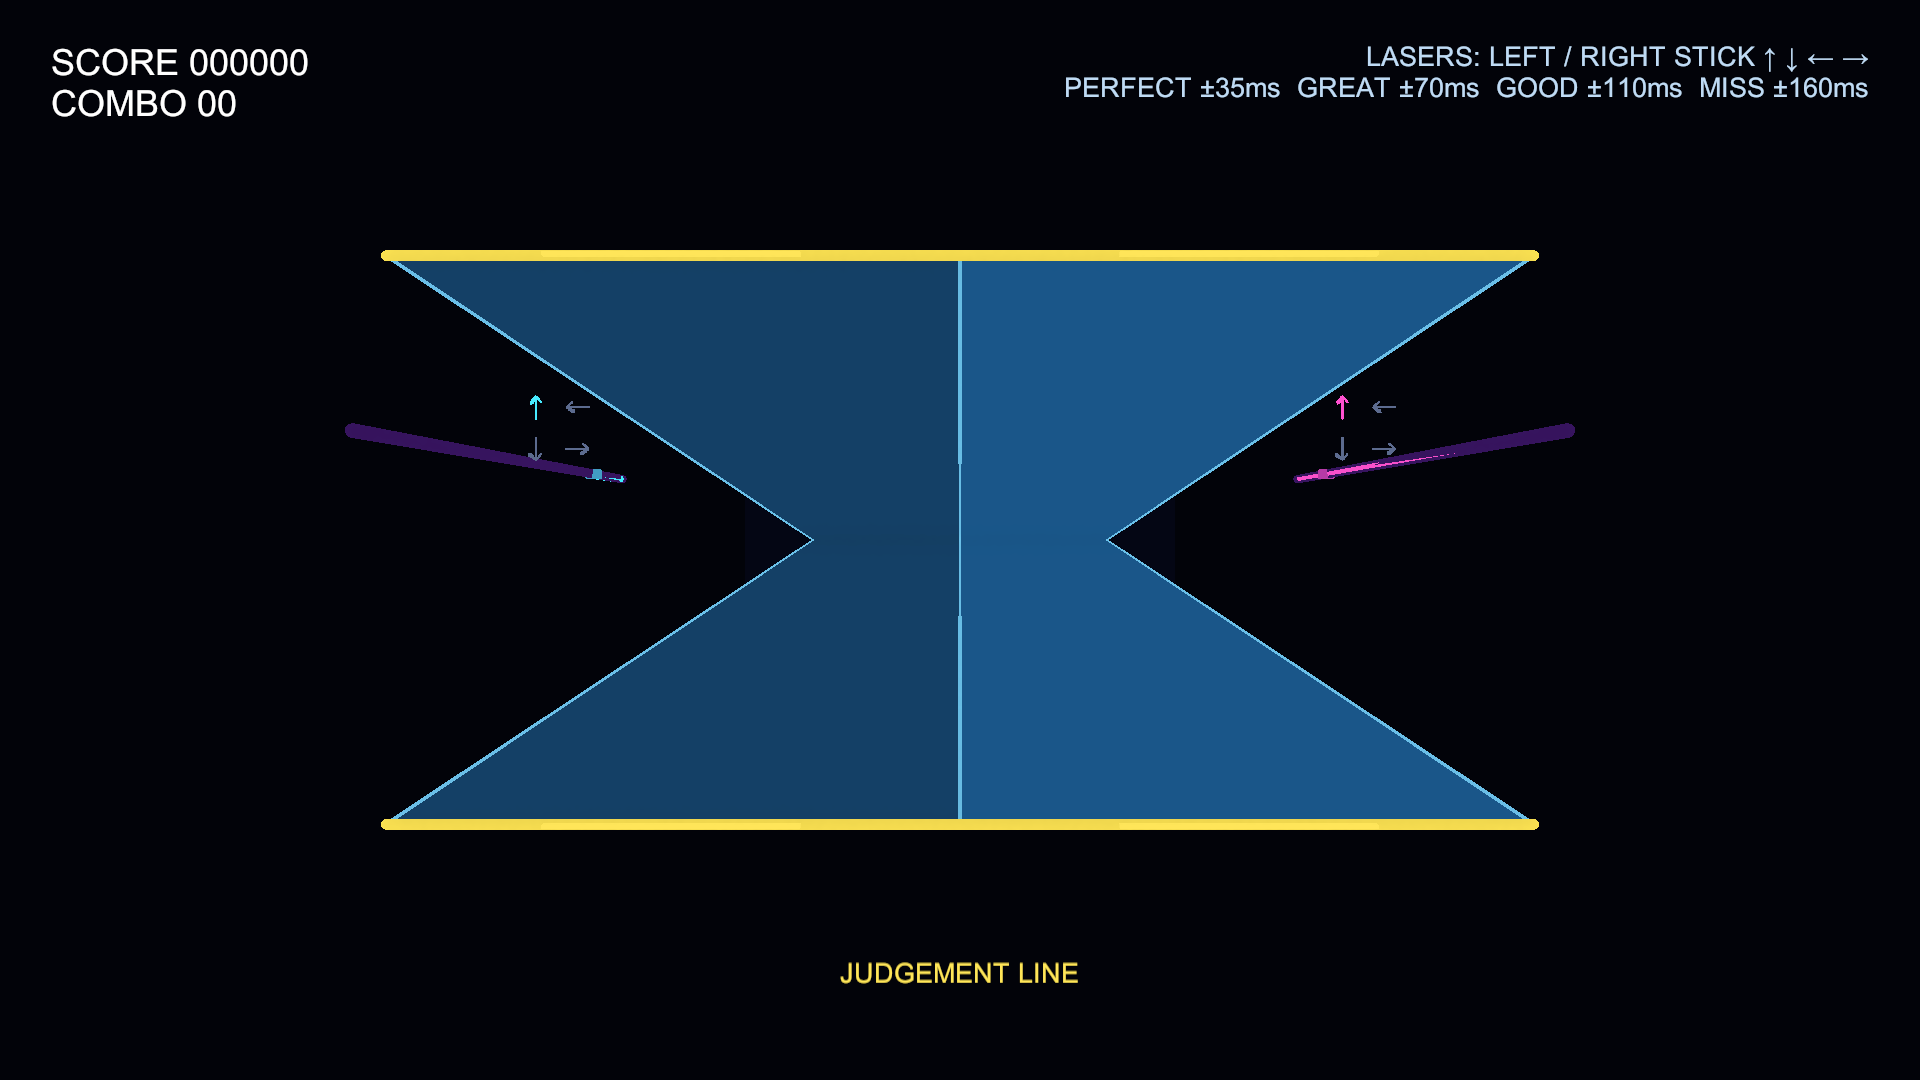 SCORE 000000
COMBO 00
LASERS: LEFT / RIGHT STICK ↑ ↓ ← →
PERFECT ±35ms GREAT ±70ms GOOD ±110ms MISS ±160ms
↑ ←
↓ →
↑ ←
↓ →
JUDGEMENT LINE